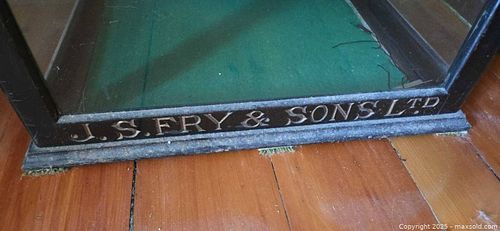 J. S. FRY & SONS LTD
Copyright © 2025 - maxsold.com